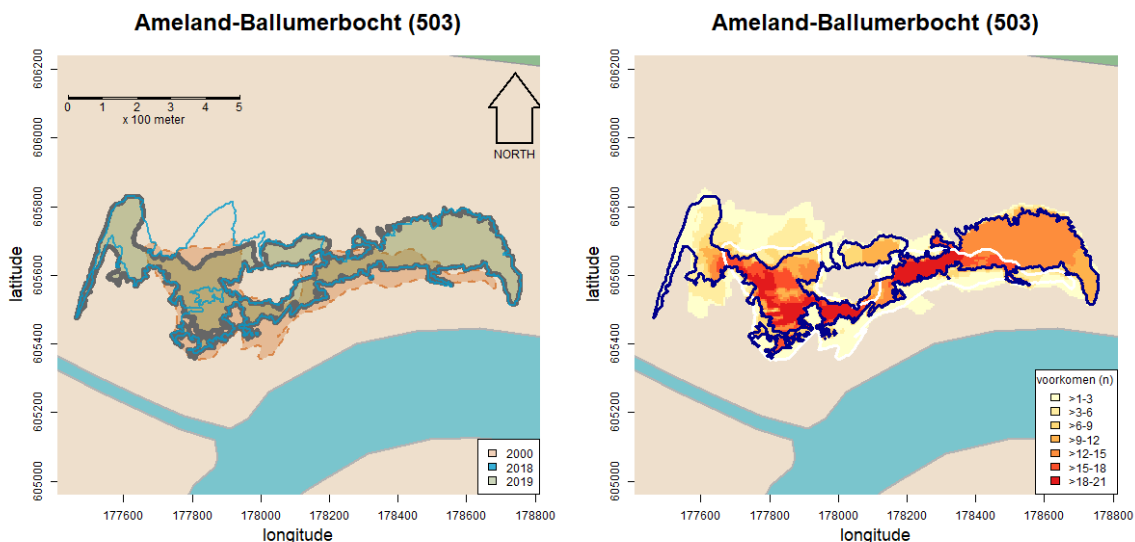 Ameland-Ballumerbocht (503)
latitude
606200
606000
605800
605600
605400
605200
605000
0 1 2 3 4 5
x 100 meter
NORTH
2000
2018
2019
177600 177800 178000 178200 178400 178600 178800
longitude
Ameland-Ballumerbocht (503)
latitude
606200
606000
605800
605600
605400
605200
605000
voorkomen (n)
>1-3
>3-6
>6-9
>9-12
>12-15
>15-18
>18-21
177600 177800 178000 178200 178400 178600 178800
longitude